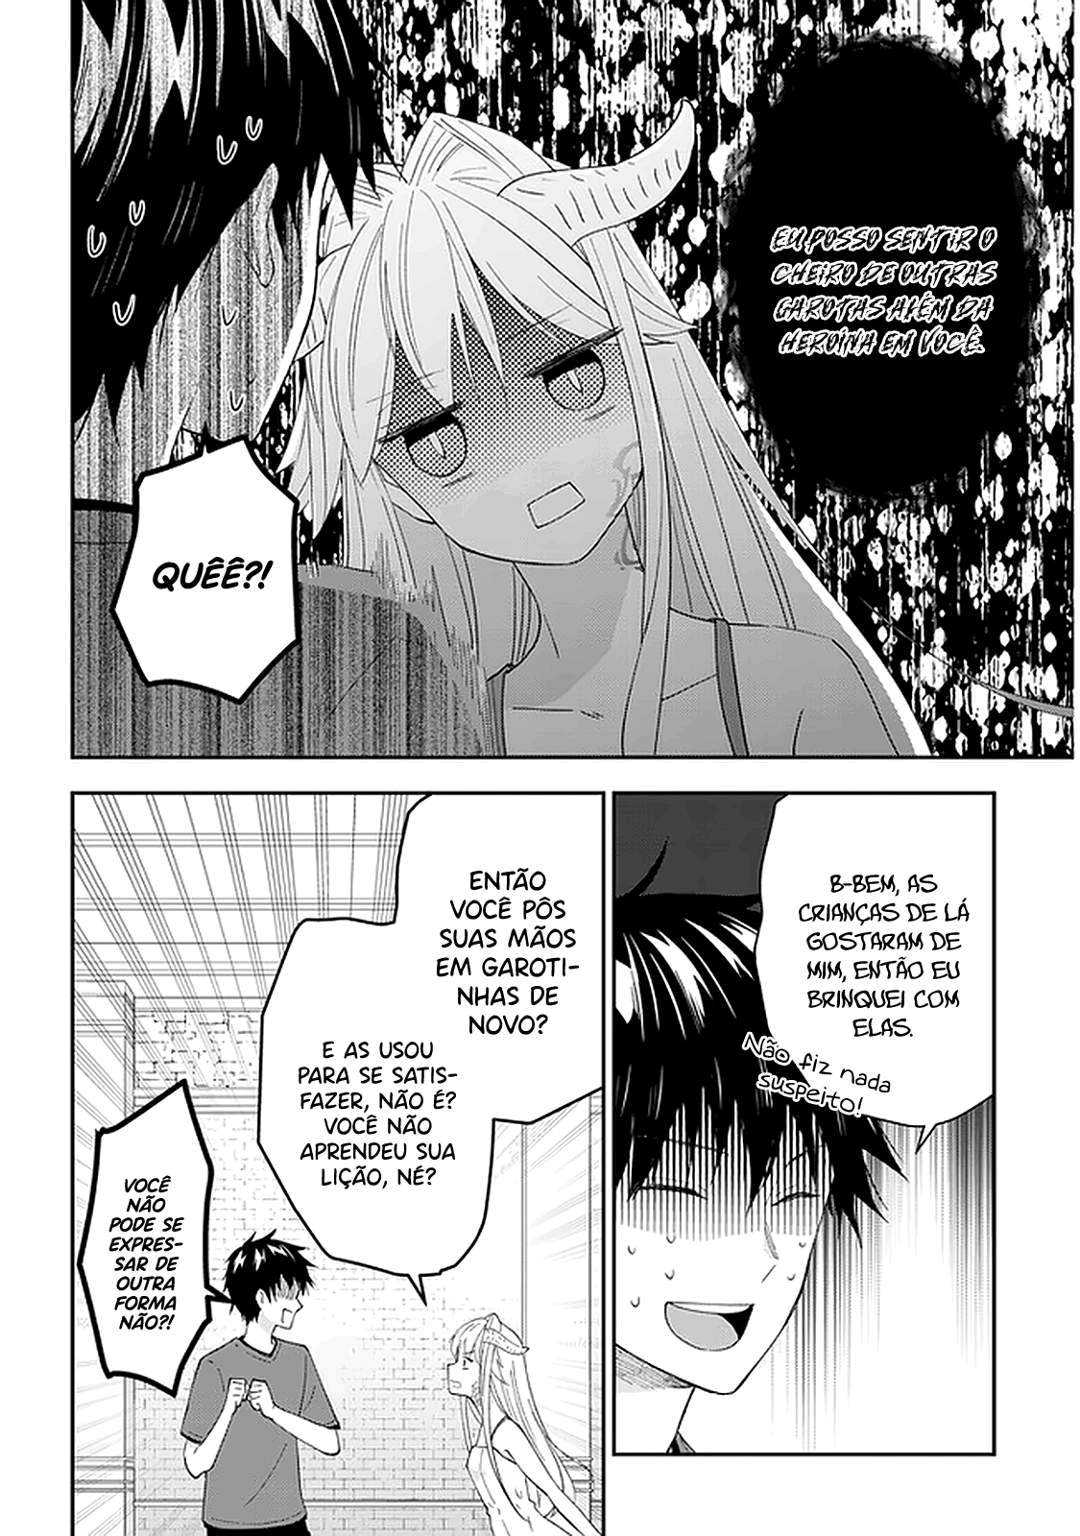 EU POSSO SENTIR O
CHEIRO DE OUTRAS
GAROTAS ALÉM DA
HEROÍNA EM VOCÊ.
QUÊÊ?!
B-BEM, AS
CRIANÇAS DE LÁ
GOSTARAM DE
MIM, ENTÃO EU
BRINQUEI COM
ELAS.
Não fiz nada
suspeito!
ENTÃO
VOCÊ PÔS
SUAS MÃOS
EM GAROTI-
NHAS DE
NOVO?
E AS USOU
PARA SE SATIS-
FAZER, NÃO É?
VOCÊ NÃO
APRENDEU SUA
LIÇÃO, NÉ?
VOCÊ
NÃO
PODE SE
EXPRES-
SAR DE
OUTRA
FORMA
NÃO?!